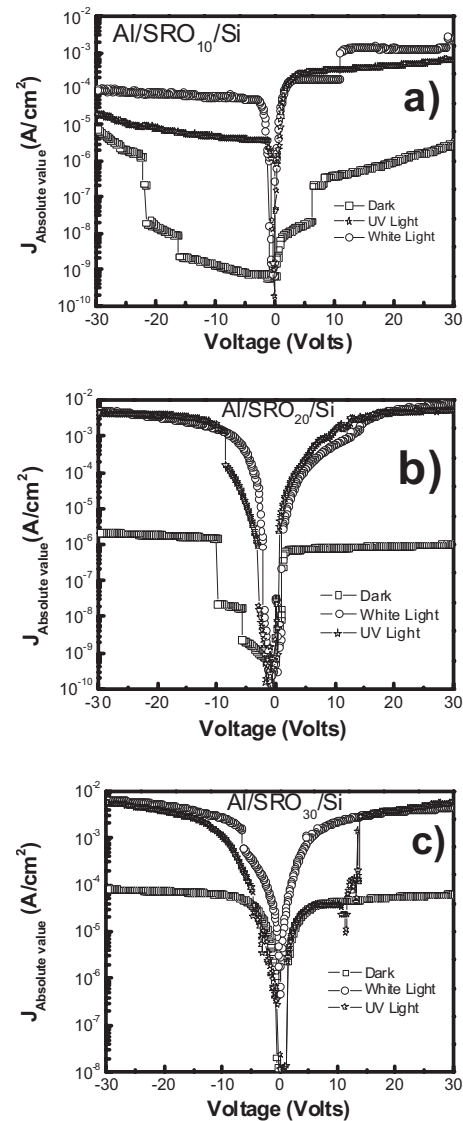 Al/SRO10/Si
a)
J Absolute value (A/cm2)
10-2
10-3
10-4
10-5
10-6
10-7
10-8
10-9
10-10
Dark
UV Light
White Light
-30 -20 -10 0 10 20 30
Voltage (Volts)
Al/SRO20/Si
b)
J Absolute value (A/cm2)
10-2
10-3
10-4
10-5
10-6
10-7
10-8
10-9
10-10
Dark
White Light
UV Light
-30 -20 -10 0 10 20 30
Voltage (Volts)
Al/SRO30/Si
c)
J Absolute value (A/cm2)
10-2
10-3
10-4
10-5
10-6
10-7
10-8
Dark
White Light
UV Light
-30 -20 -10 0 10 20 30
Voltage (Volts)